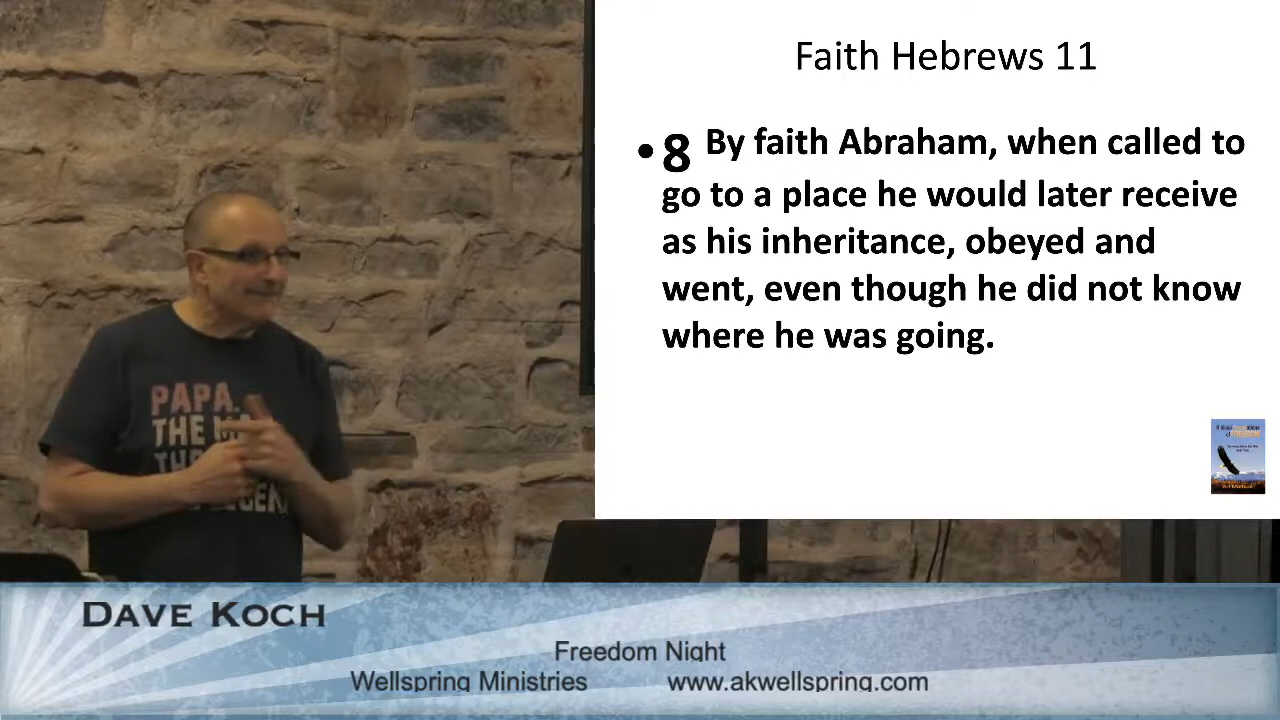 Faith Hebrews 11
• 8 By faith Abraham, when called to
go to a place he would later receive
as his inheritance, obeyed and
went, even though he did not know
where he was going.
PAPA.
THE
of FREEDOM
DAVE KOCH
Freedom Night
Wellspring Ministries www.akwellspring.com